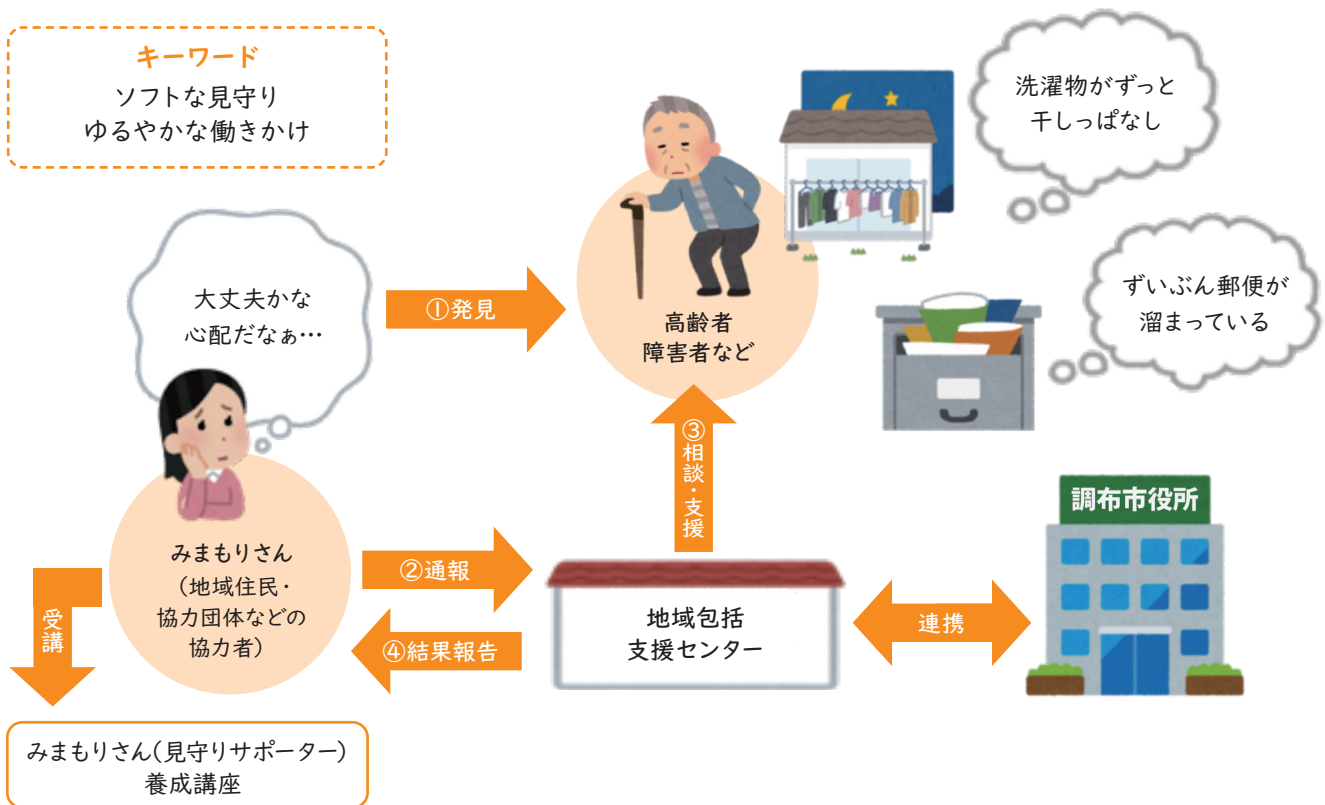 キーワード
ソフトな見守り
ゆるやかな働きかけ
洗濯物がずっと
干しっぱなし
ずいぶん郵便が
溜まっている
大丈夫かな
心配だなぁ…
①発見
高齢者
障害者など
③相談・支援
調布市役所
みまもりさん
（地域住民・
協力団体などの
協力者）
②通報
④結果報告
地域包括
支援センター
連携
受講
みまもりさん（見守りサポーター）
養成講座